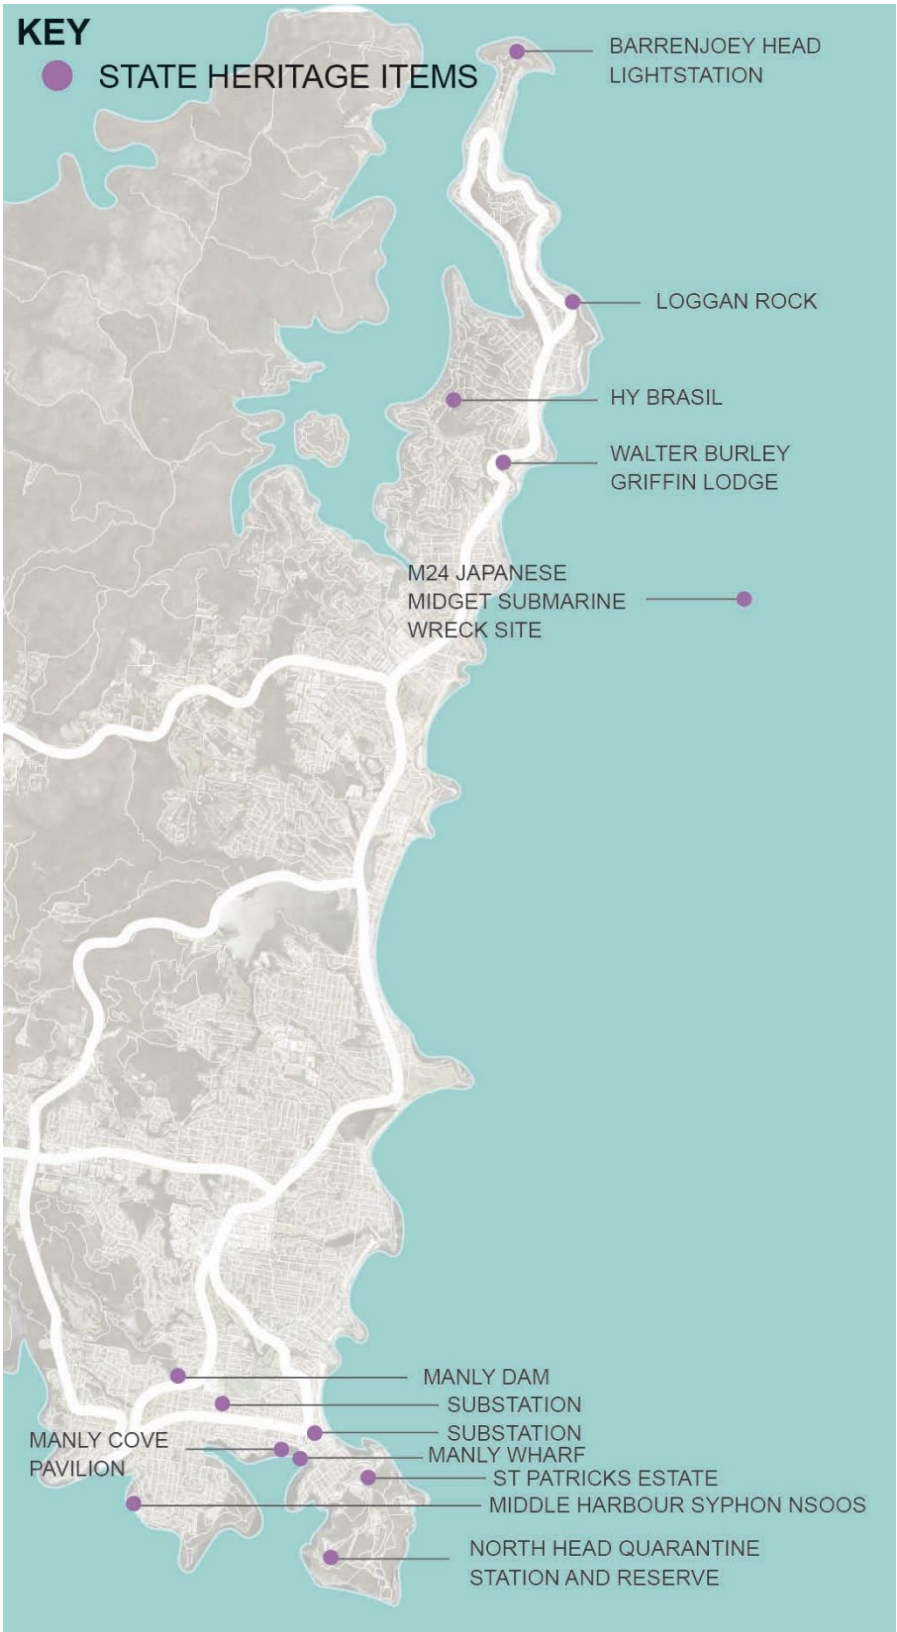 KEY
STATE HERITAGE ITEMS
BARRENJOEY HEAD
LIGHTSTATION
LOGGAN ROCK
HY BRASIL
WALTER BURLEY
GRIFFIN LODGE
M24 JAPANESE
MIDGET SUBMARINE
WRECK SITE
MANLY DAM
SUBSTATION
SUBSTATION
MANLY COVE
PAVILION
MANLY WHARF
ST PATRICKS ESTATE
MIDDLE HARBOUR SYPHON NSOOS
NORTH HEAD QUARANTINE
STATION AND RESERVE